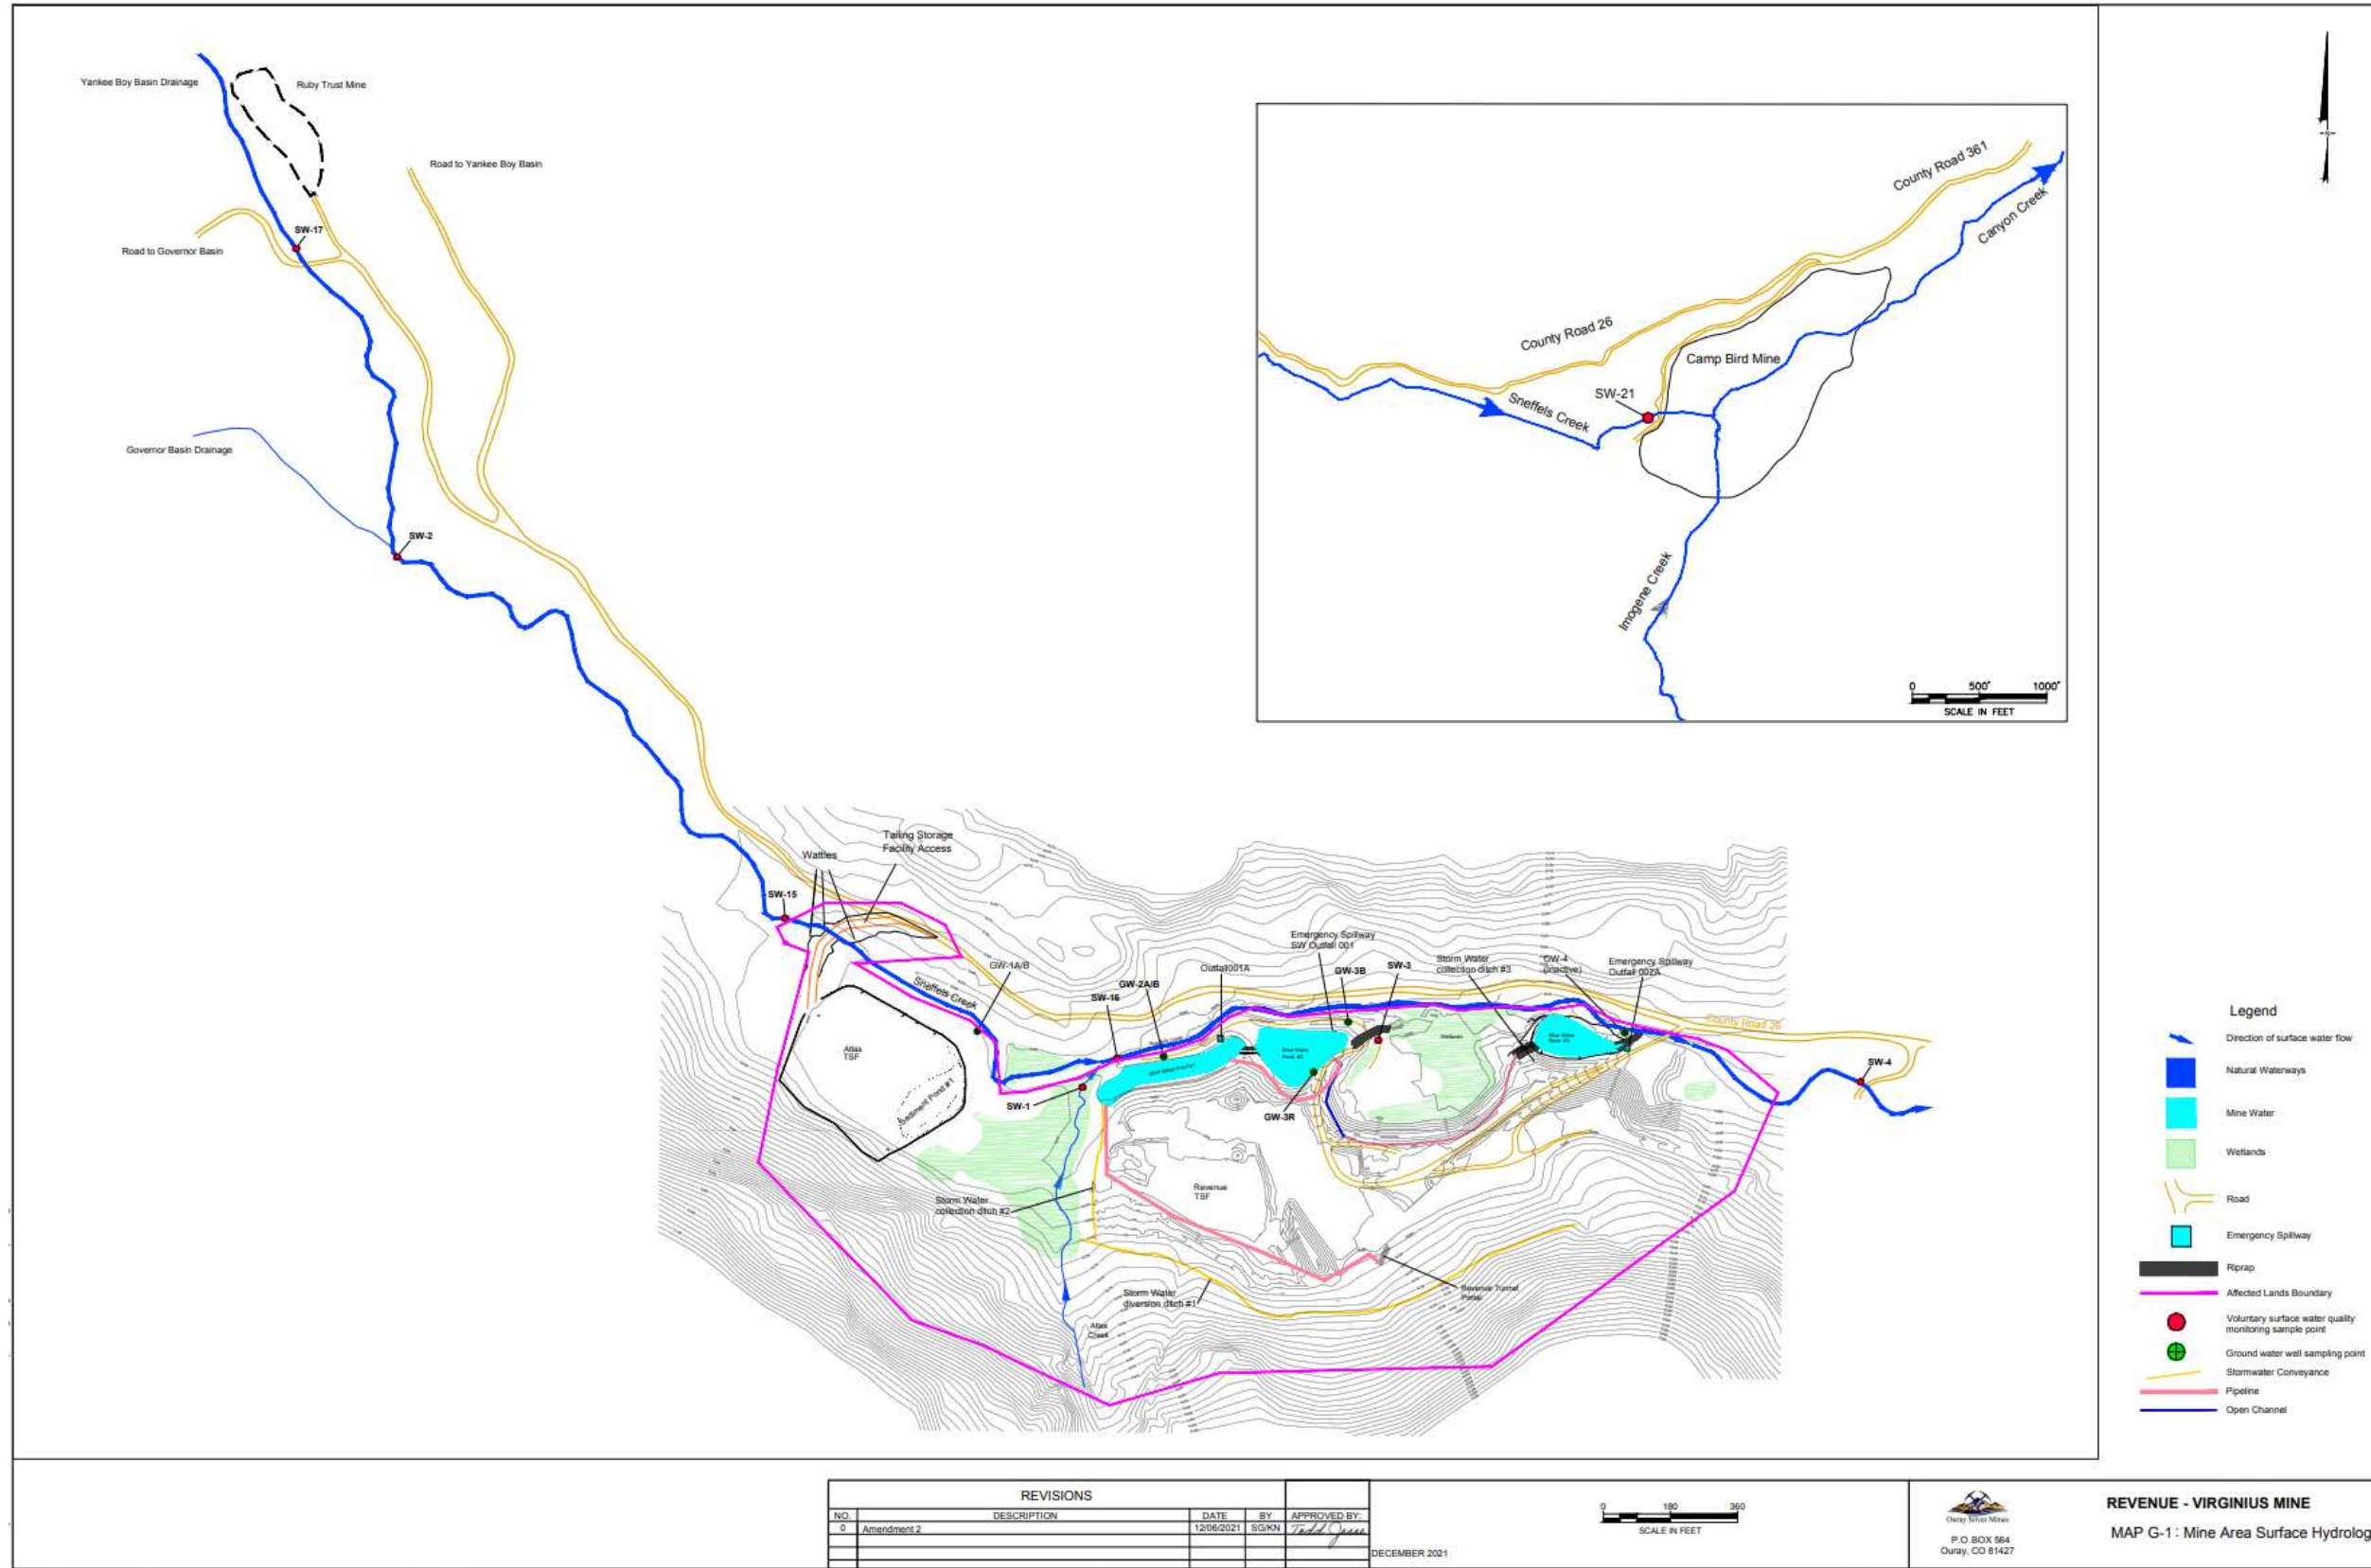 Yankee Boy Basin Drainage
Ruby Trust Mine
Road to Yankee Boy Basin
SW-17
Road to Governor Basin
Governor Basin Drainage
SW-2
County Road 361
Canyon Creek
County Road 26
Camp Bird Mine
SW-21
Sneffels Creek
Imogene Creek
0 500' 1000'
SCALE IN FEET
Tailing Storage
Facility Access
Wattles
SW-15
Sneffels Creek
GW-1A/B
SW-16
GW-2A/B
Outfall001A
Emergency Spillway
SW Outfall 001
GW-3B
SW-3
Storm Water
collection ditch #3
GW-4
(inactive)
Emergency Spillway
Outfall 002A
County Road 26
SW-4
Atlas
TSF
Sediment Pond #1
Wetlands
SW-1
GW-3R
Revenue
TSF
Storm Water
collection ditch #2
Storm Water
diversion ditch #1
Atlas
Creek
Revenue Tunnel
Portal
Legend
Direction of surface water flow
Natural Waterways
Mine Water
Wetlands
Road
Emergency Spillway
Riprap
Affected Lands Boundary
Voluntary surface water quality
monitoring sample point
Ground water well sampling point
Stormwater Conveyance
Pipeline
Open Channel
REVISIONS
NO. DESCRIPTION DATE BY APPROVED BY:
0 Amendment 2 12/06/2021 SG/KN
DECEMBER 2021
0 180 360
SCALE IN FEET
Ouray Silver Mines
P.O.BOX 564
Ouray, CO 81427
REVENUE - VIRGINIUS MINE
MAP G-1: Mine Area Surface Hydrolog